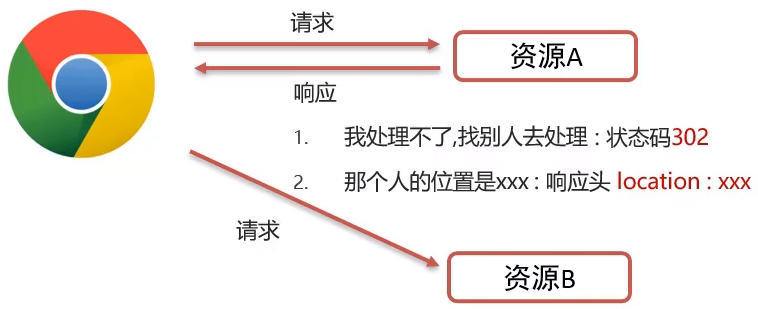 请求
资源A
响应
1. 我处理不了,找别人去处理 : 状态码302
2. 那个人的位置是xxx : 响应头 location : xxx
请求
资源B